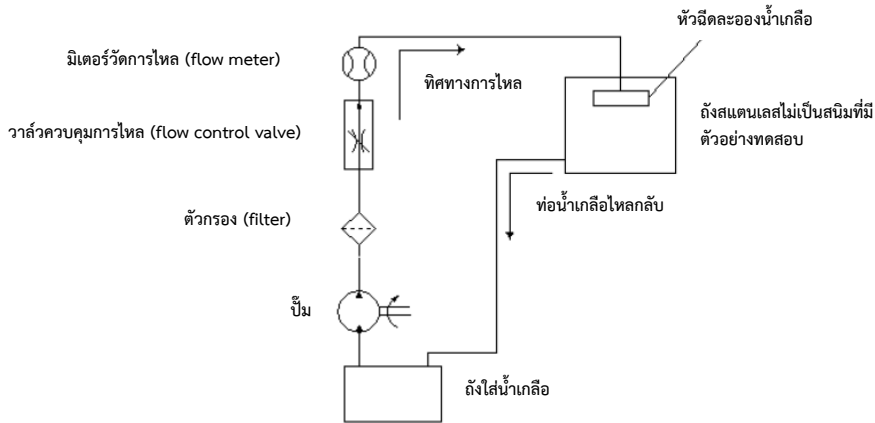 หัวฉีดละอองน้ำเกลือ
มิเตอร์วัดการไหล (flow meter)
ทิศทางการไหล
ถังสแตนเลสไม่เป็นสนิมที่มี
ตัวอย่างทดสอบ
วาล์วควบคุมการไหล (flow control valve)
ท่อน้ำเกลือไหลกลับ
ตัวกรอง (filter)
ปั๊ม
ถังใส่น้ำเกลือ